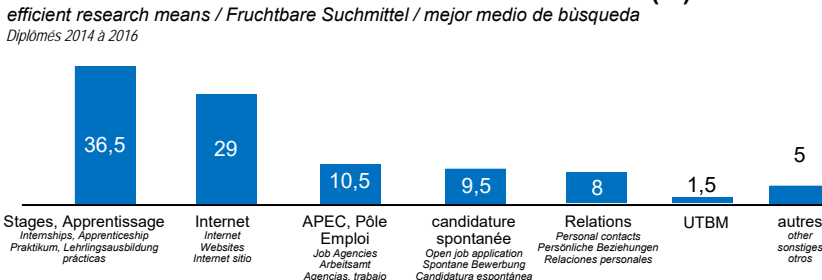 efficient research means / Fruchtbare Suchmittel / mejor medio de bùsqueda
Diplômés 2014 à 2016
36,5
29
10,5
9,5
8
1,5
5
Stages, Apprentissage
Internships, Apprenticeship
Praktikum, Lehrlingsausbildung
prácticas
Internet
Internet
Websites
Internet sitio
APEC, Pôle
Emploi
Job Agencies
Arbeitsamt
Agencias, trabajo
candidature
spontanée
Open job application
Spontane Bewerbung
Candidatura espontánea
Relations
Personal contacts
Persönliche Beziehungen
Relaciones personales
UTBM
autres
other
sonstiges
otros